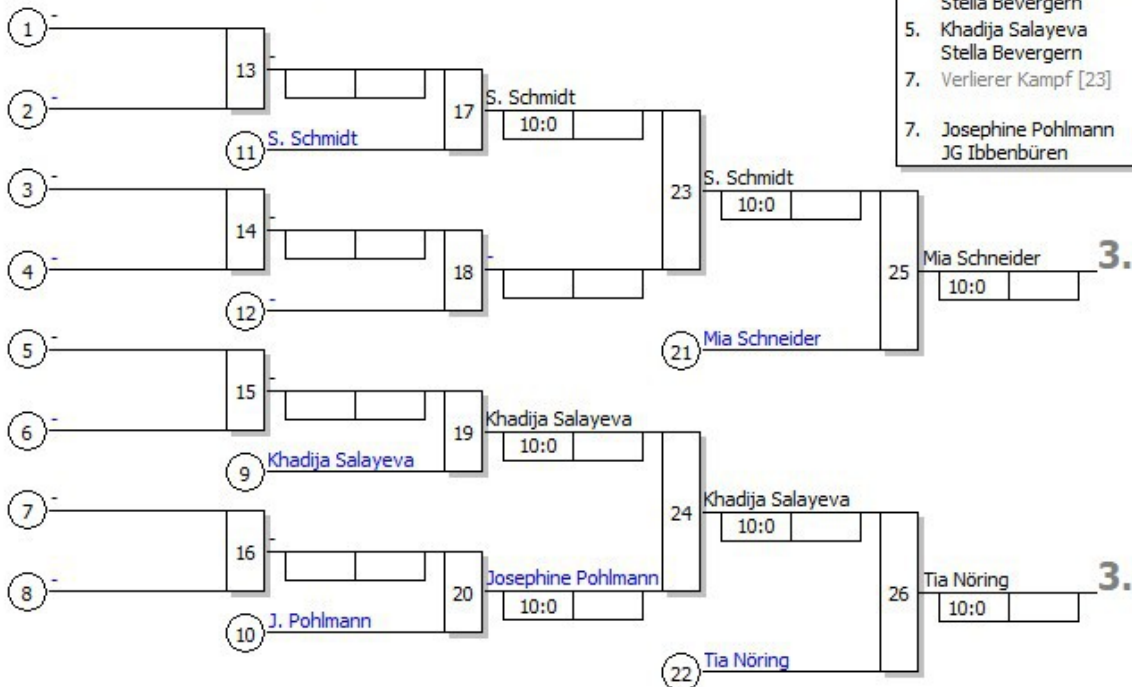 Stella Bevergern
5. Khadija Salayeva
Stella Bevergern
7. Verlierer Kampf [23]
7. Josephine Pohlmann
JG Ibbenbüren
1 -
13 -
2 -
17 S. Schmidt
10:0
11 S. Schmidt
3 -
23 S. Schmidt
10:0
14 -
4 -
18 -
12 -
25 Mia Schneider 3.
10:0
5 -
21 Mia Schneider
15 -
6 -
19 Khadija Salayeva
10:0
9 Khadija Salayeva
7 -
24 Khadija Salayeva
10:0
16 -
8 -
20 Josephine Pohlmann
10:0
10 J. Pohlmann
26 Tia Nöring 3.
10:0
22 Tia Nöring